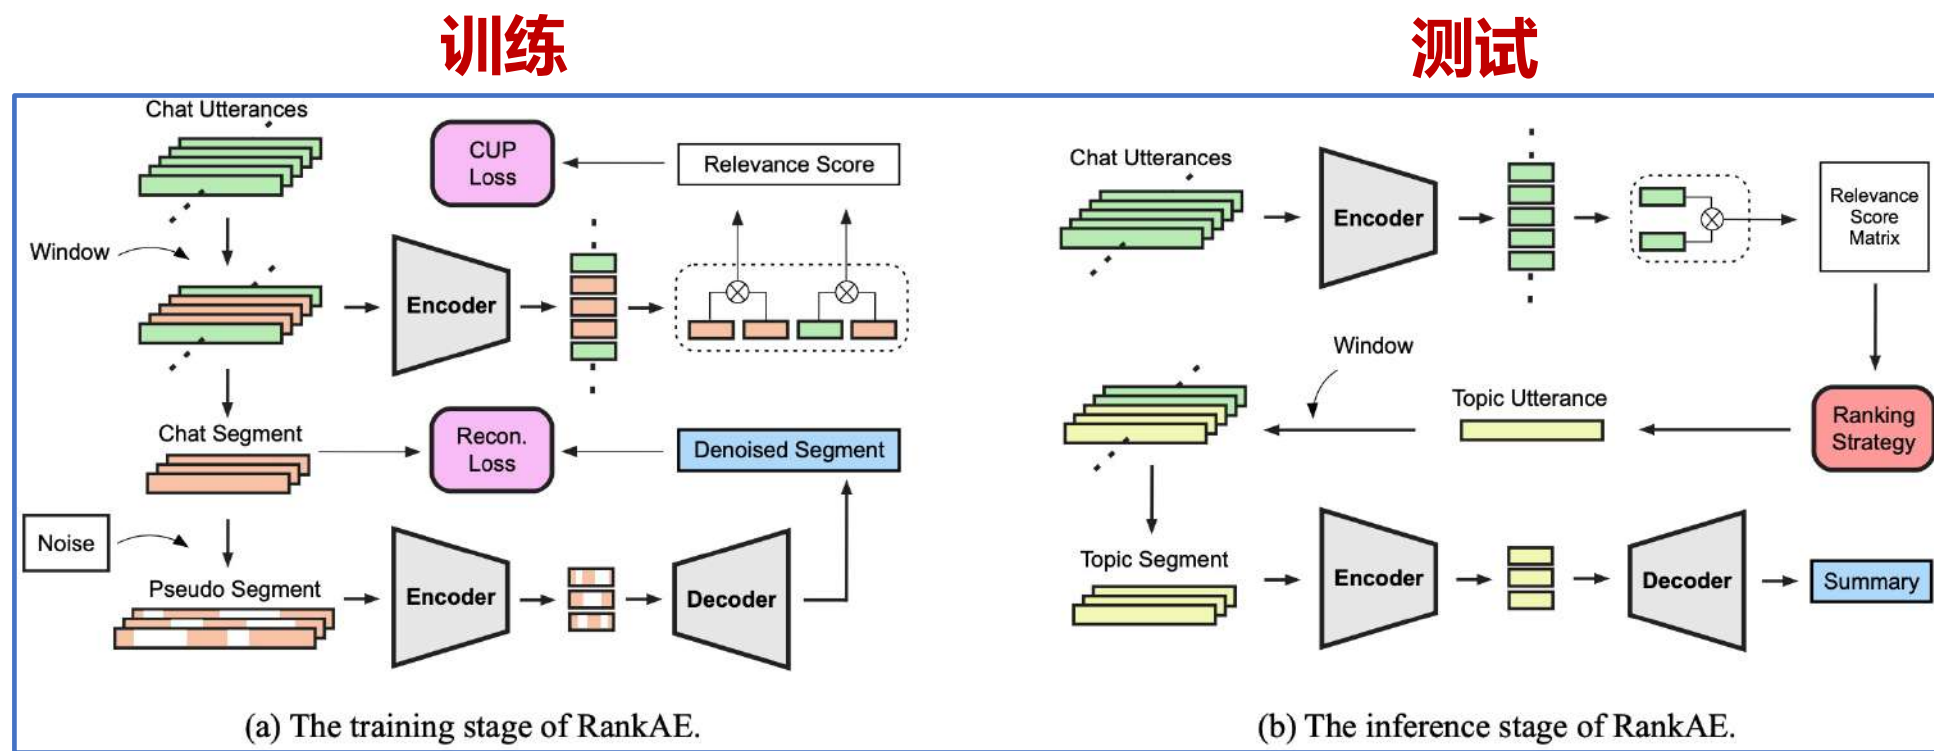 训练
测试
Chat Utterances
CUP
Loss
Relevance Score
Window
Encoder
Chat Segment
Recon.
Loss
Denoised Segment
Noise
Pseudo Segment
Encoder
Decoder
(a) The training stage of RankAE.
Chat Utterances
Encoder
Relevance
Score
Matrix
Window
Topic Utterance
Ranking
Strategy
Topic Segment
Encoder
Decoder
Summary
(b) The inference stage of RankAE.